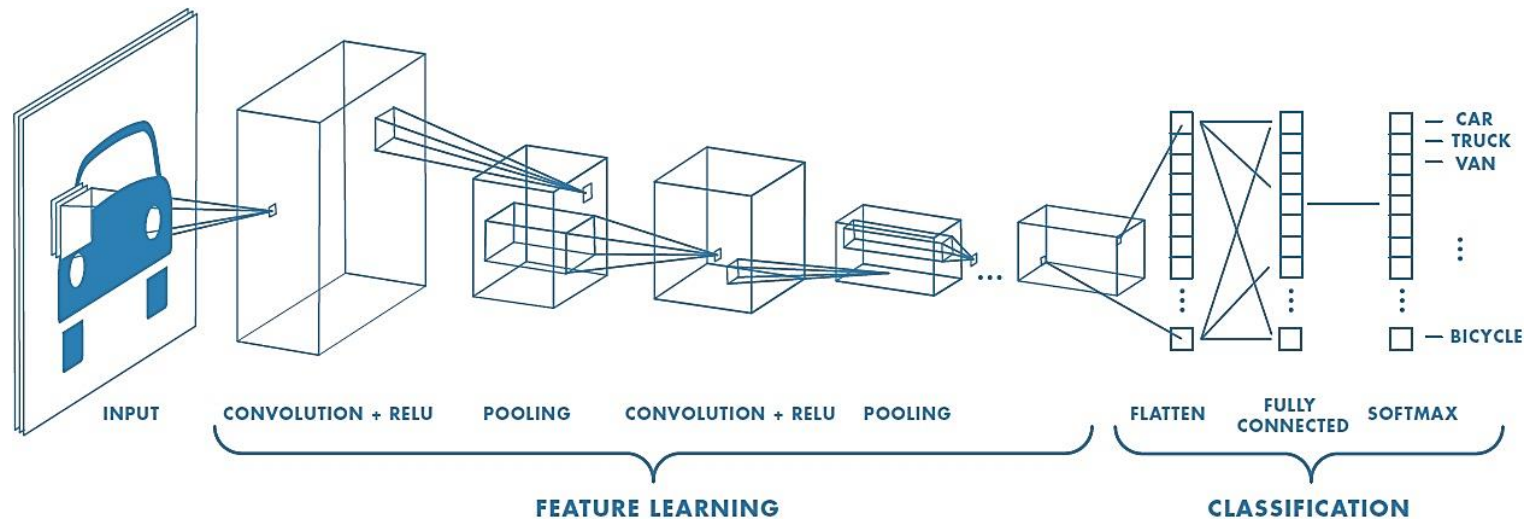 CAR
TRUCK
VAN
BICYCLE
INPUT
CONVOLUTION + RELU
POOLING
CONVOLUTION + RELU
POOLING
FLATTEN
FULLY
CONNECTED
SOFTMAX
FEATURE LEARNING
CLASSIFICATION